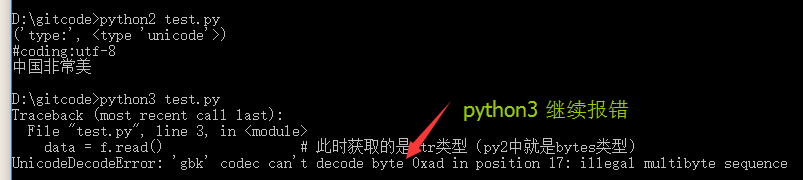 D:\gitcode>python2 test.py
('type:', <type 'unicode'>)
#coding:utf-8
中国非常美
D:\gitcode>python3 test.py
python3 继续报错
Traceback (most recent call last):
File "test.py", line 3, in <module>
data = f.read() # 此时获取的是str类型（py2中就是bytes类型）
UnicodeDecodeError: 'gbk' codec can't decode byte 0xad in position 17: illegal multibyte sequence